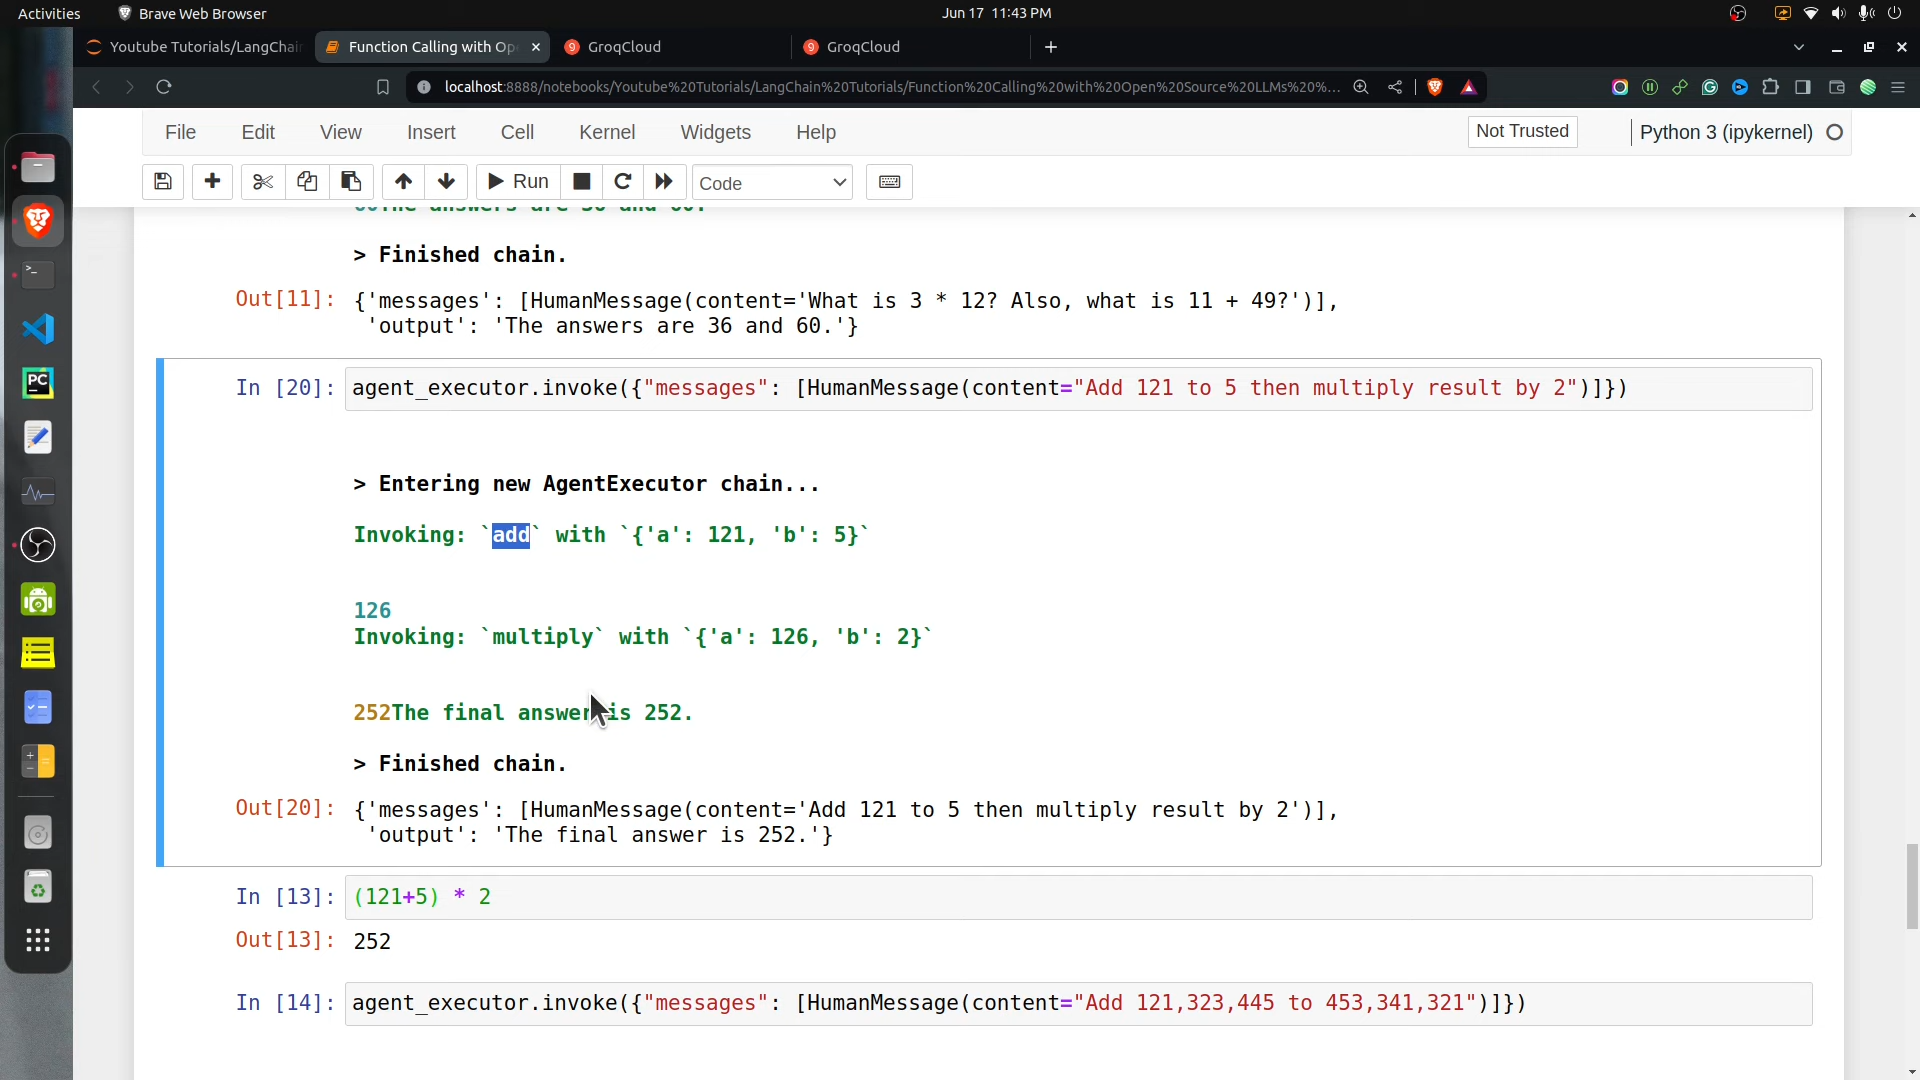 Activities
Brave Web Browser
Jun 17 11:43 PM
Youtube Tutorials/LangChai
Function Calling with Op
GroqCloud
GroqCloud
localhost:8888/notebooks/Youtube%20Tutorials/LangChain%20Tutorials/Function%20Calling%20with%20Open%20Source%20LLMs%20%...
File Edit View Insert Cell Kernel Widgets Help
Not Trusted
Python 3 (ipykernel)
Run
Code
60The answers are 36 and 60.
> Finished chain.
Out[11]: {'messages': [HumanMessage(content='What is 3 * 12? Also, what is 11 + 49?')],
'output': 'The answers are 36 and 60.'}
In [20]: agent_executor.invoke({"messages": [HumanMessage(content="Add 121 to 5 then multiply result by 2")]})
> Entering new AgentExecutor chain...
Invoking: `add` with `{'a': 121, 'b': 5}`
126
Invoking: `multiply` with `{'a': 126, 'b': 2}`
252The final answer is 252.
> Finished chain.
Out[20]: {'messages': [HumanMessage(content='Add 121 to 5 then multiply result by 2')],
'output': 'The final answer is 252.'}
In [13]: (121+5) * 2
Out[13]: 252
In [14]: agent_executor.invoke({"messages": [HumanMessage(content="Add 121,323,445 to 453,341,321")]})